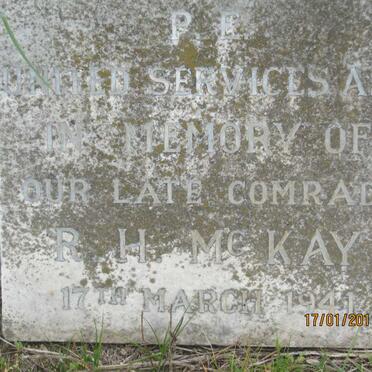 P. E.
UNITED SERVICES A
IN MEMORY OF
OUR LATE COMRAD
R. H. McKAY
17TH MARCH 1941
17/01/201